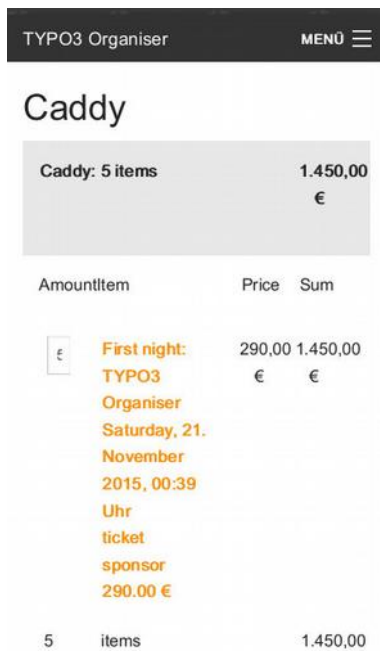 TYPO3 Organiser MENÜ
Caddy
Caddy: 5 items 1.450,00
€
Amount Item Price Sum
First night: 290,00 1.450,00
TYPO3 € €
Organiser
Saturday, 21.
November
2015, 00:39
Uhr
ticket
sponsor
290.00 €
5 items 1.450,00